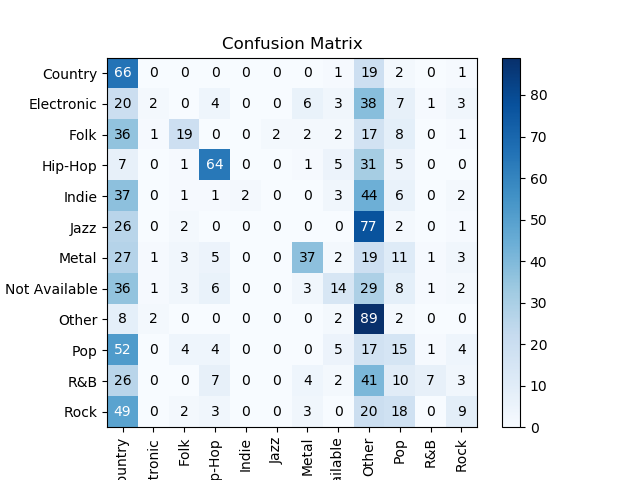 Confusion Matrix
Country 66 0 0 0 0 0 0 1 19 2 0 1
Electronic 20 2 0 4 0 0 6 3 38 7 1 3
Folk 36 1 19 0 0 2 2 2 17 8 0 1
Hip-Hop 7 0 1 64 0 0 1 5 31 5 0 0
Indie 37 0 1 1 2 0 0 3 44 6 0 2
Jazz 26 0 2 0 0 0 0 0 77 2 0 1
Metal 27 1 3 5 0 0 37 2 19 11 1 3
Not Available 36 1 3 6 0 0 3 14 29 8 1 2
Other 8 2 0 0 0 0 0 2 89 2 0 0
Pop 52 0 4 4 0 0 0 5 17 15 1 4
R&B 26 0 0 7 0 0 4 2 41 10 7 3
Rock 49 0 2 3 0 0 3 0 20 18 0 9
ountry
tronic
Folk
p-Hop
Indie
Jazz
Metal
ailable
Other
Pop
R&B
Rock
80
70
60
50
40
30
20
10
0